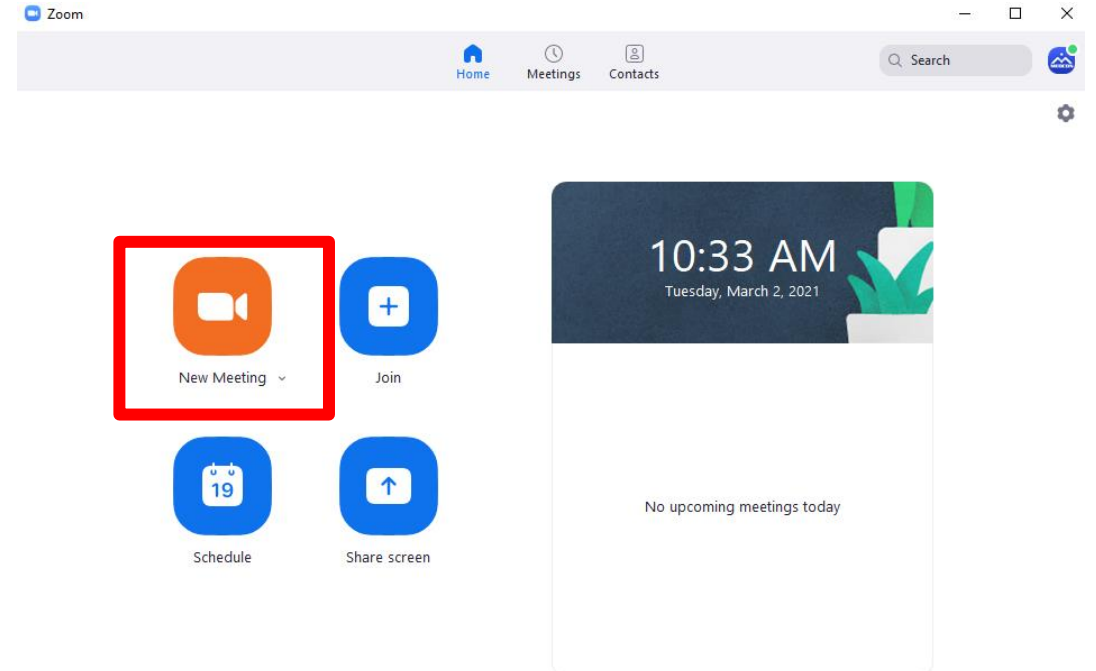 Zoom
Home
Meetings
Contacts
Search
10:33 AM
Tuesday, March 2, 2021
New Meeting
Join
19
Schedule
Share screen
No upcoming meetings today